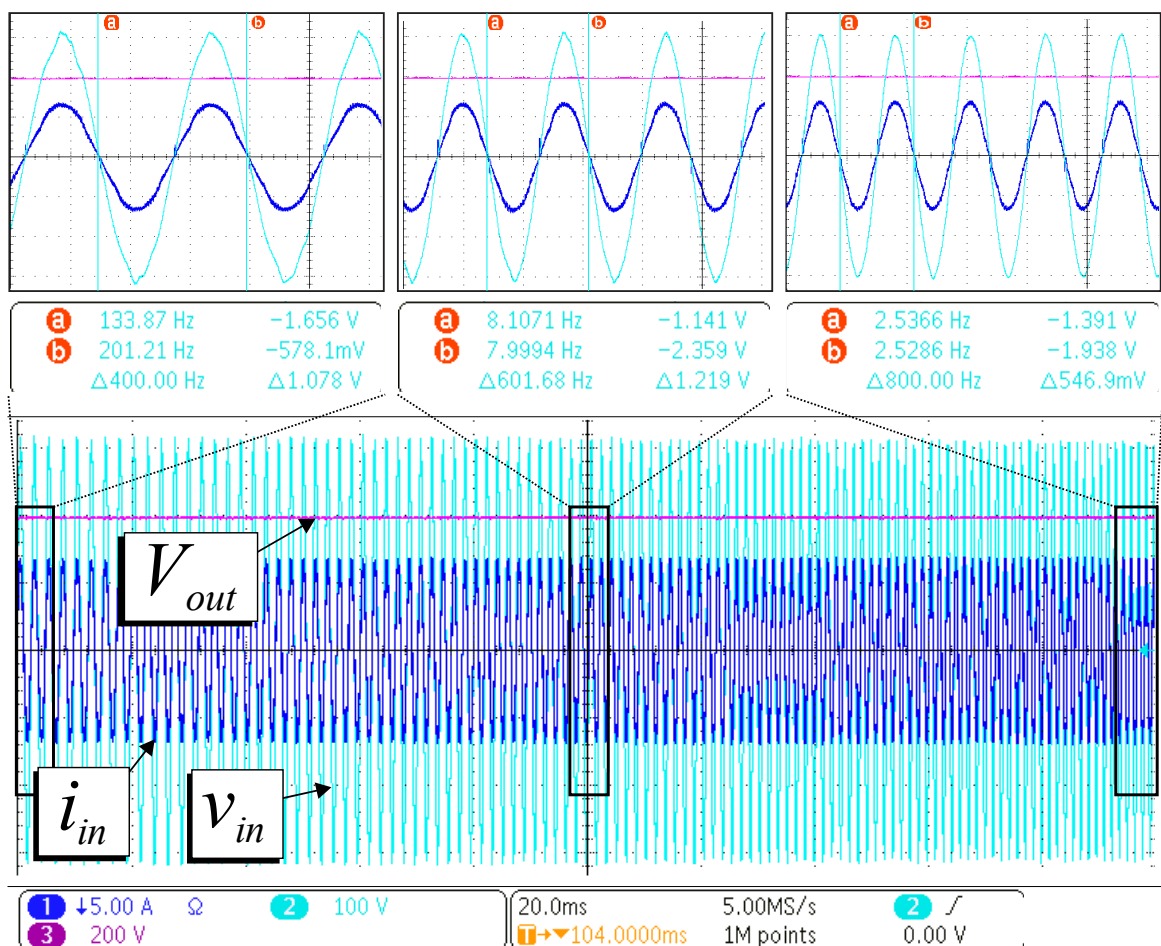 a b
a b
a b
a 133.87 Hz −1.656 V
b 201.21 Hz −578.1mV
Δ400.00 Hz Δ1.078 V
a 8.1071 Hz −1.141 V
b 7.9994 Hz −2.359 V
Δ601.68 Hz Δ1.219 V
a 2.5366 Hz −1.391 V
b 2.5286 Hz −1.938 V
Δ800.00 Hz Δ546.9mV
V_out
i_in
v_in
1 ↓5.00 A Ω 2 100 V
3 200 V
20.0ms 5.00MS/s 2 ∫
T→▼104.0000ms 1M points 0.00 V